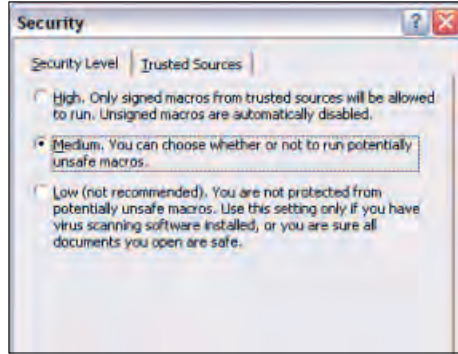 Security
Security Level Trusted Sources
High. Only signed macros from trusted sources will be allowed
to run. Unsigned macros are automatically disabled.
Medium. You can choose whether or not to run potentially
unsafe macros.
Low (not recommended). You are not protected from
potentially unsafe macros. Use this setting only if you have
virus scanning software installed, or you are sure all
documents you open are safe.